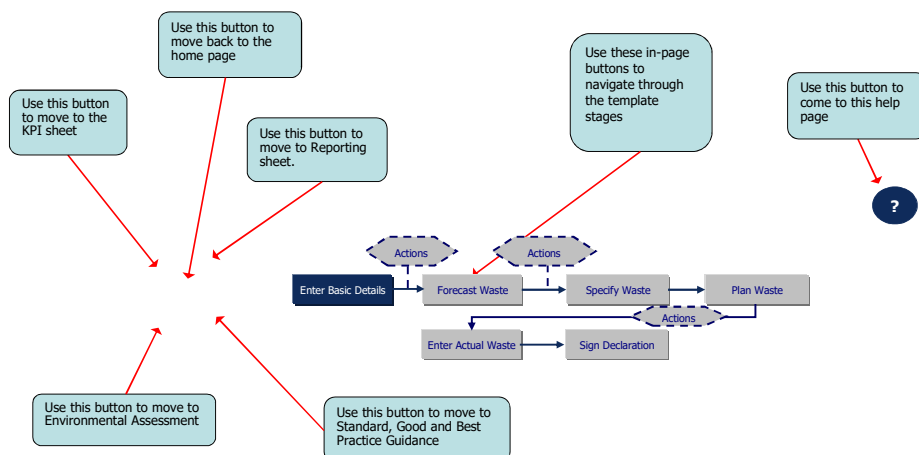 Use this button to
move back to the
home page
Use these in-page
buttons to
navigate through
the template
stages
Use this button to
come to this help
page
Use this button
to move to the
KPI sheet
Use this button to
move to Reporting
sheet.
?
Actions
Actions
Enter Basic Details
Forecast Waste
Specify Waste
Plan Waste
Actions
Enter Actual Waste
Sign Declaration
Use this button to move to
Environmental Assessment
Use this button to move to
Standard, Good and Best
Practice Guidance